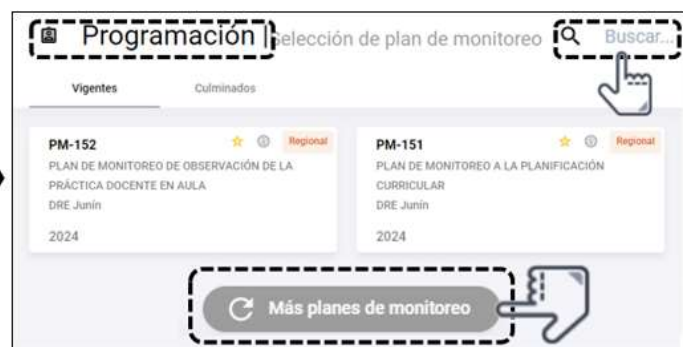 Programación | Selección de plan de monitoreo Buscar...
Vigentes Culminados
PM-152 Regional
PLAN DE MONITOREO DE OBSERVACIÓN DE LA
PRÁCTICA DOCENTE EN AULA
DRE Junín
2024
PM-151 Regional
PLAN DE MONITOREO A LA PLANIFICACIÓN
CURRICULAR
DRE Junín
2024
Más planes de monitoreo